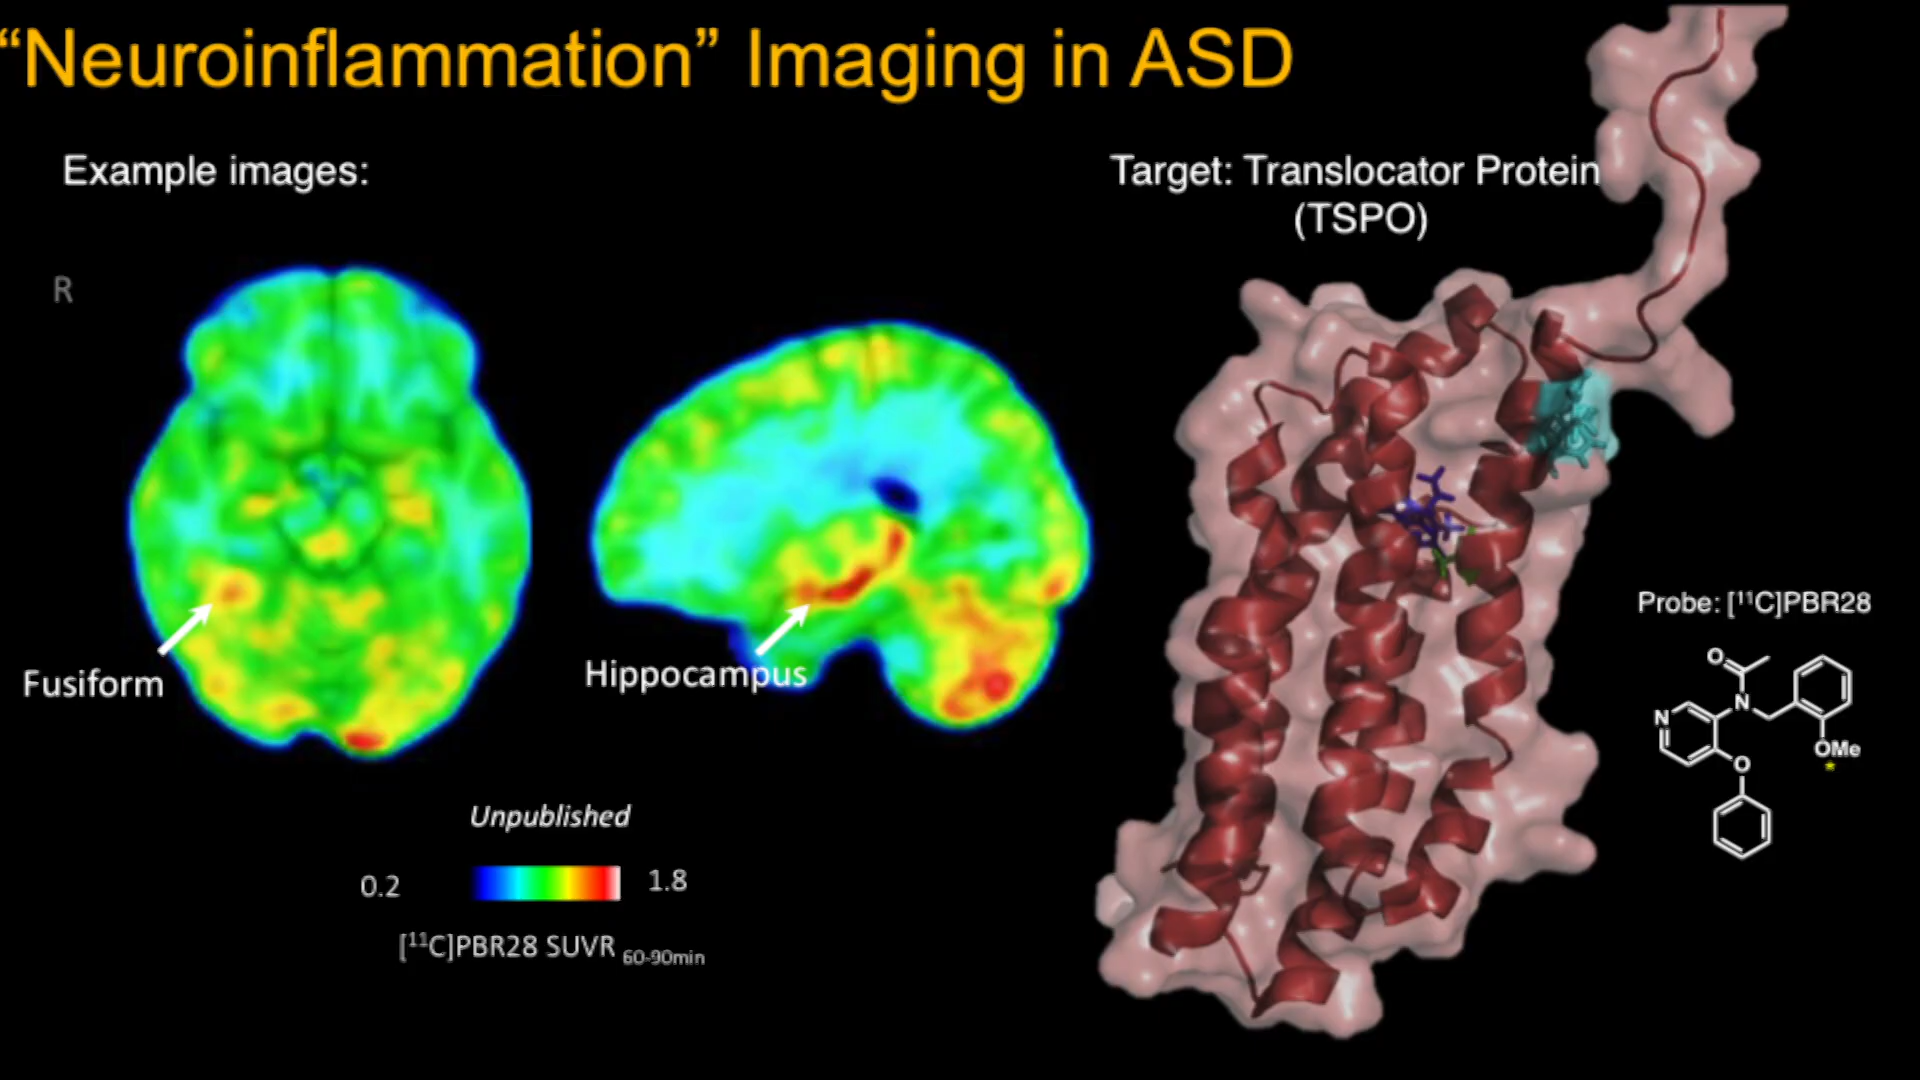 “Neuroinflammation” Imaging in ASD
Example images:
Target: Translocator Protein
(TSPO)
R
Fusiform
Hippocampus
Probe: [¹¹C]PBR28
O
N
N
O
OMe
*
Unpublished
0.2
1.8
[¹¹C]PBR28 SUVR 60-90min